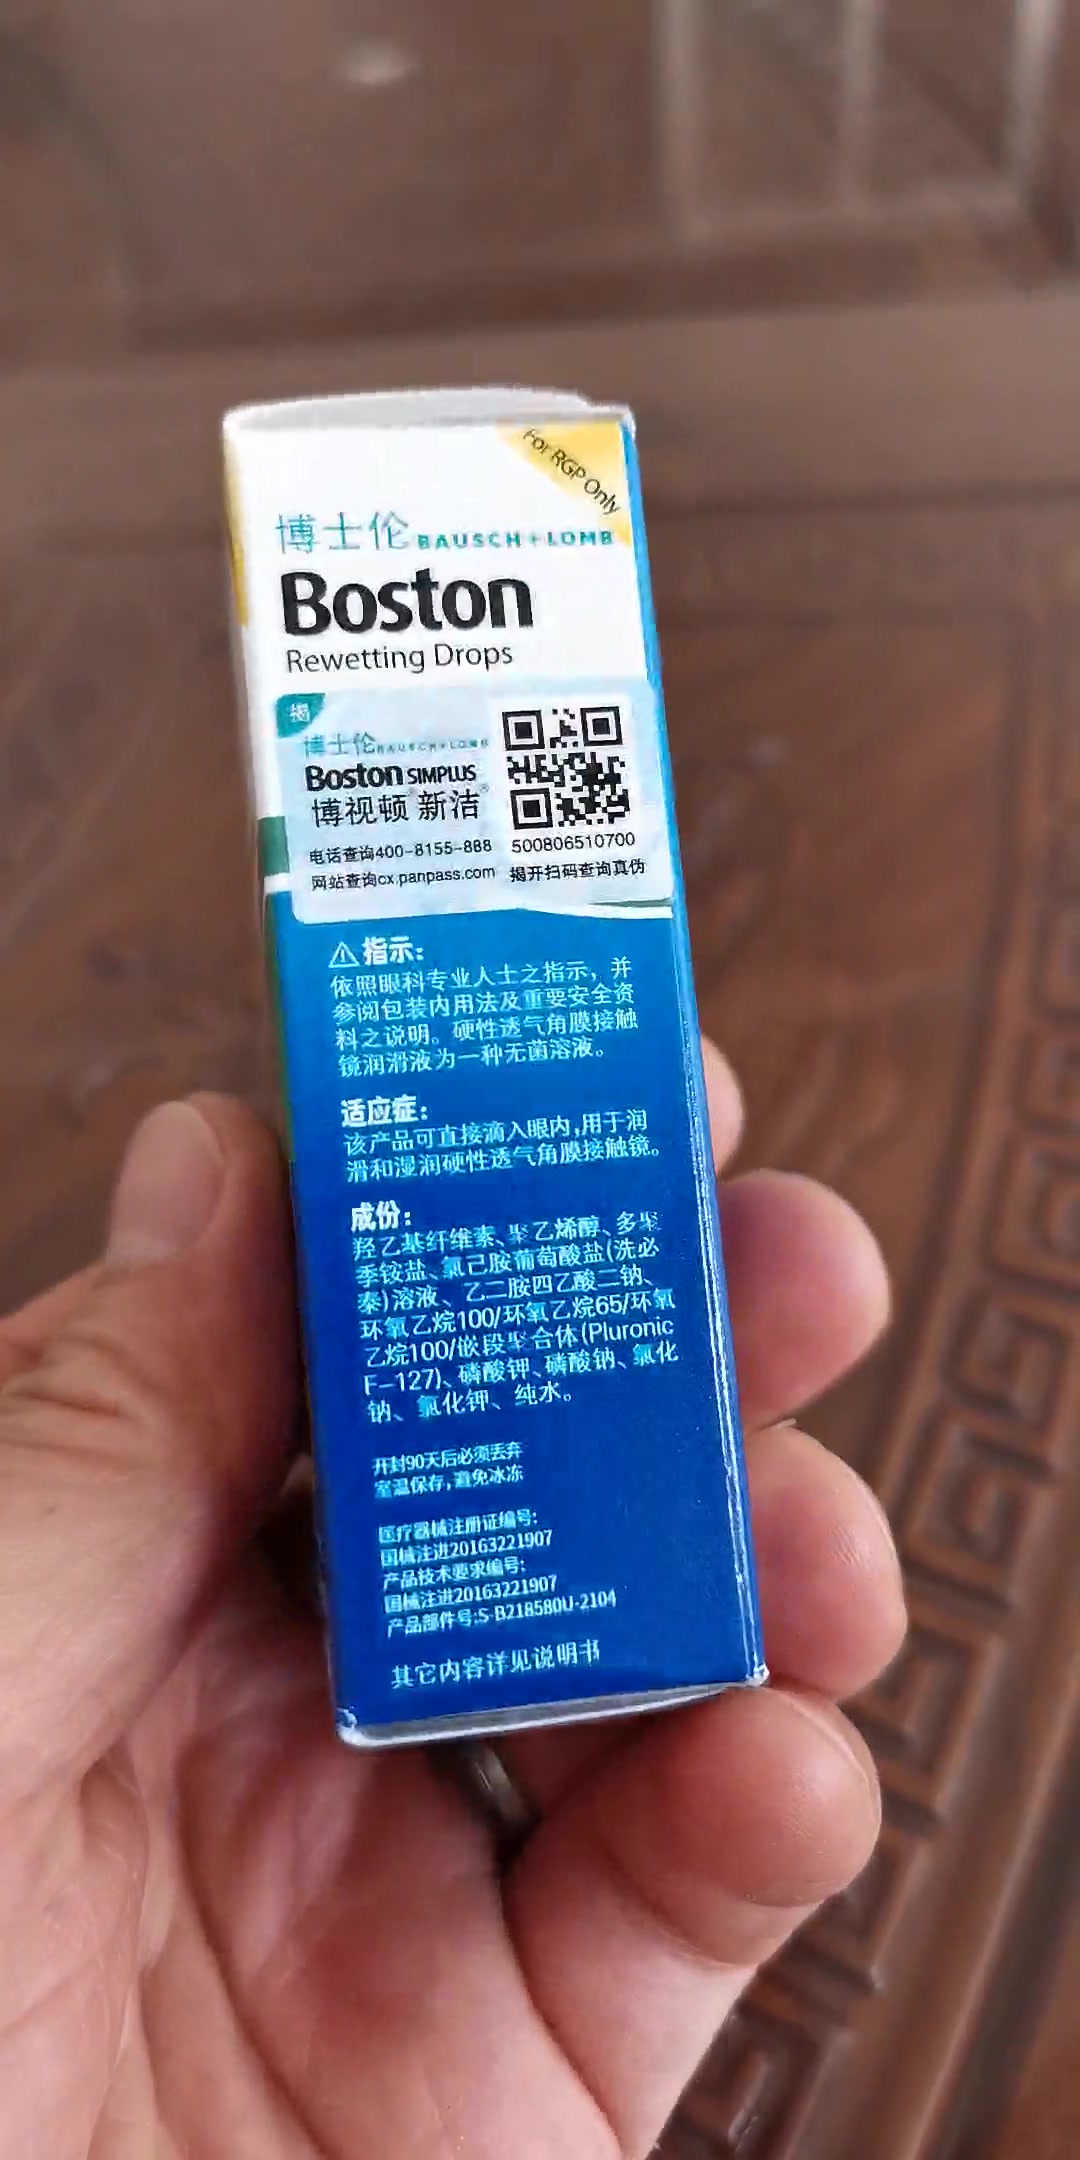 For RGP Only
博士伦 BAUSCH+LOMB
Boston
Rewetting Drops
揭
博士伦 BAUSCH+LOMB
Boston SIMPLUS
博视顿® 新洁®
电话查询400-8155-888
网站查询cx.panpass.com
500806510700
揭开扫码查询真伪
⚠指示:
依照眼科专业人士之指示，并
参阅包装内用法及重要安全资
料之说明。硬性透气角膜接触
镜润滑液为一种无菌溶液。
适应症:
该产品可直接滴入眼内,用于润
滑和湿润硬性透气角膜接触镜。
成份:
羟乙基纤维素、聚乙烯醇、多聚
季铵盐、氯己胺葡萄酸盐(洗必
泰)溶液、乙二胺四乙酸二钠、
环氧乙烷100/环氧乙烷65/环氧
乙烷100/嵌段聚合体(Pluronic
F-127)、磷酸钾、磷酸钠、氯化
钠、氯化钾、纯水。
开封90天后必须丢弃
室温保存,避免冰冻
医疗器械注册证编号:
国械注进20163221907
产品技术要求编号:
国械注进20163221907
产品部件号:S-B218580U-2104
其它内容详见说明书